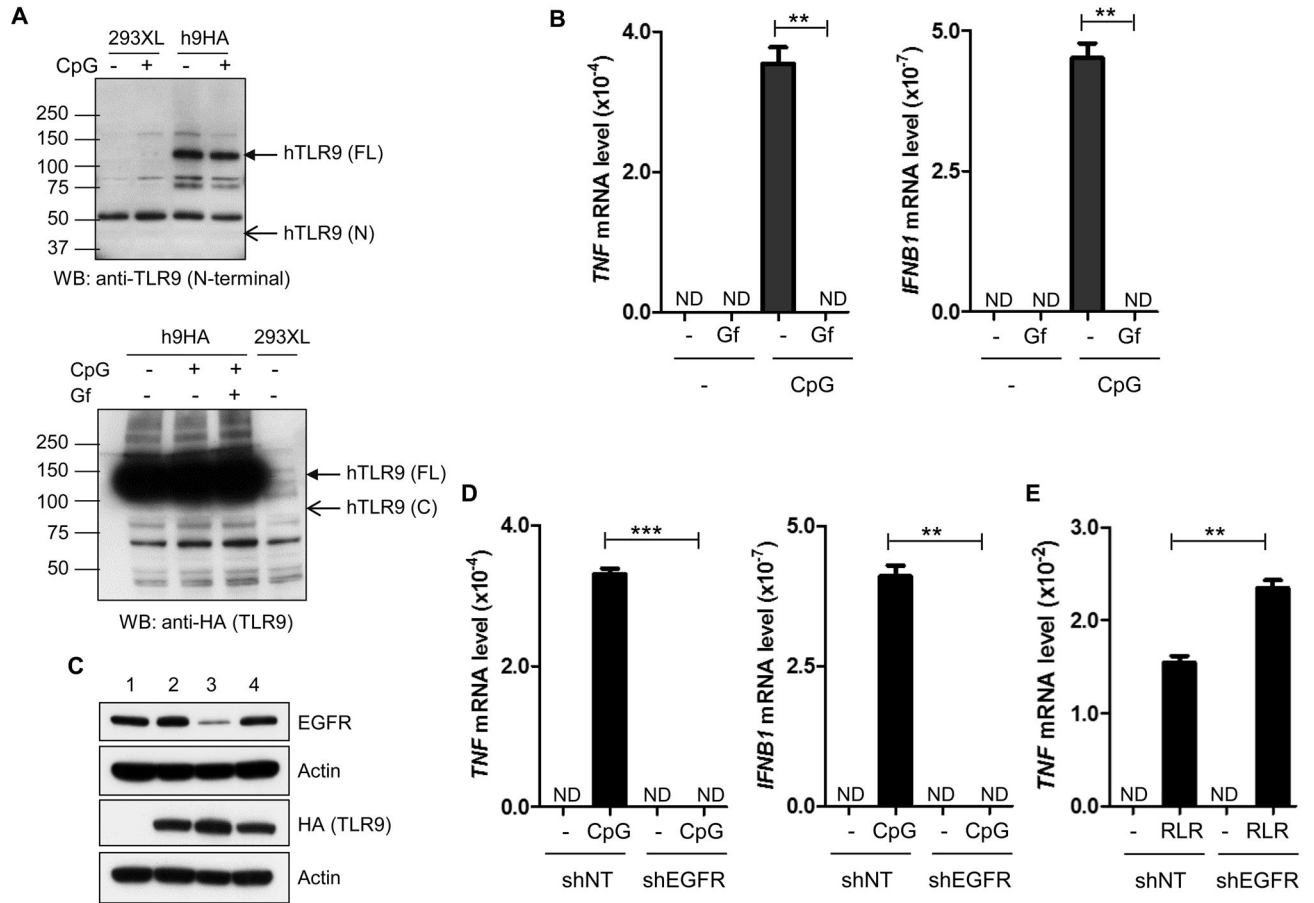 A
293XL h9HA
CpG - + - +
250
150
100
75
50
37
hTLR9 (FL)
hTLR9 (N)
WB: anti-TLR9 (N-terminal)
h9HA 293XL
CpG - + + -
Gf - - + -
250
150
100
75
50
hTLR9 (FL)
hTLR9 (C)
WB: anti-HA (TLR9)
B
TNF mRNA level (x10-4)
4.0
2.0
0.0
**
ND ND ND
- Gf - Gf
- CpG
IFNB1 mRNA level (x10-7)
5.0
2.5
0.0
**
ND ND ND
- Gf - Gf
- CpG
C
1 2 3 4
EGFR
Actin
HA (TLR9)
Actin
D
TNF mRNA level (x10-4)
4.0
2.0
0.0
***
ND ND ND
- CpG - CpG
shNT shEGFR
IFNB1 mRNA level (x10-7)
5.0
2.5
0.0
**
ND ND ND
- CpG - CpG
shNT shEGFR
E
TNF mRNA level (x10-2)
3.0
2.0
1.0
0.0
**
ND ND
- RLR - RLR
shNT shEGFR